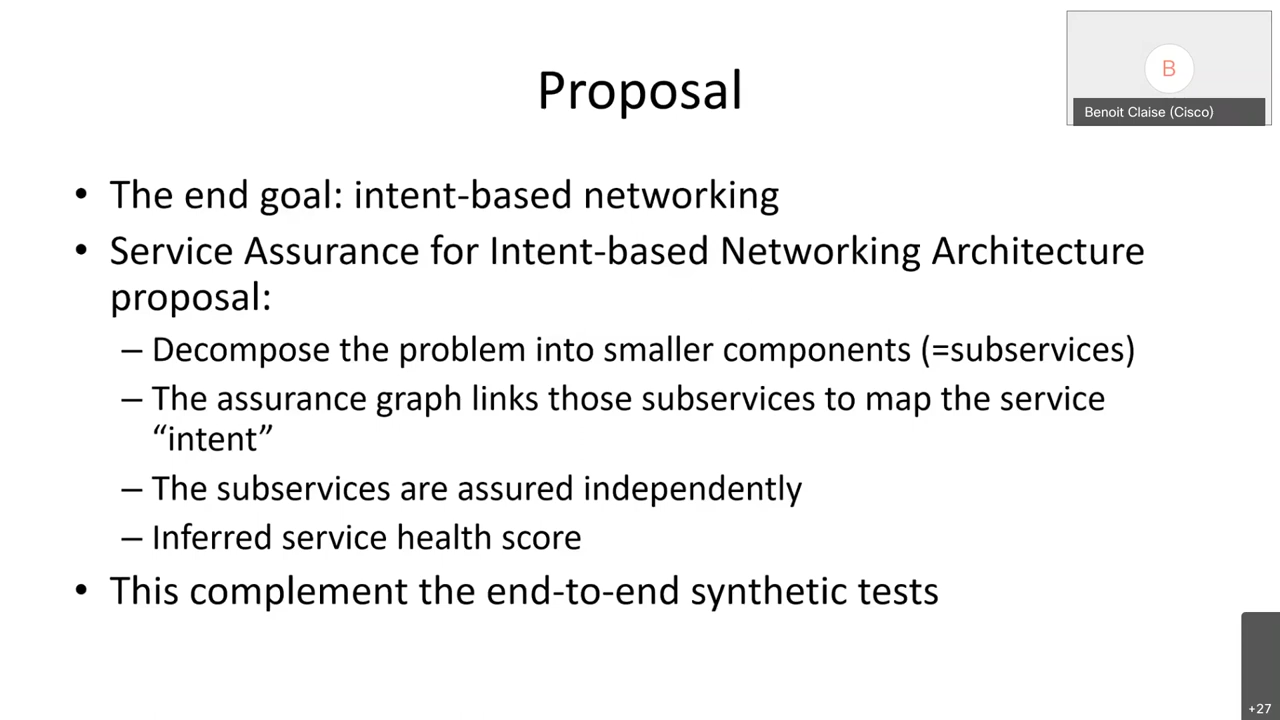 Proposal
B
Benoit Claise (Cisco)
• The end goal: intent-based networking
• Service Assurance for Intent-based Networking Architecture
proposal:
– Decompose the problem into smaller components (=subservices)
– The assurance graph links those subservices to map the service
“intent”
– The subservices are assured independently
– Inferred service health score
• This complement the end-to-end synthetic tests
+27